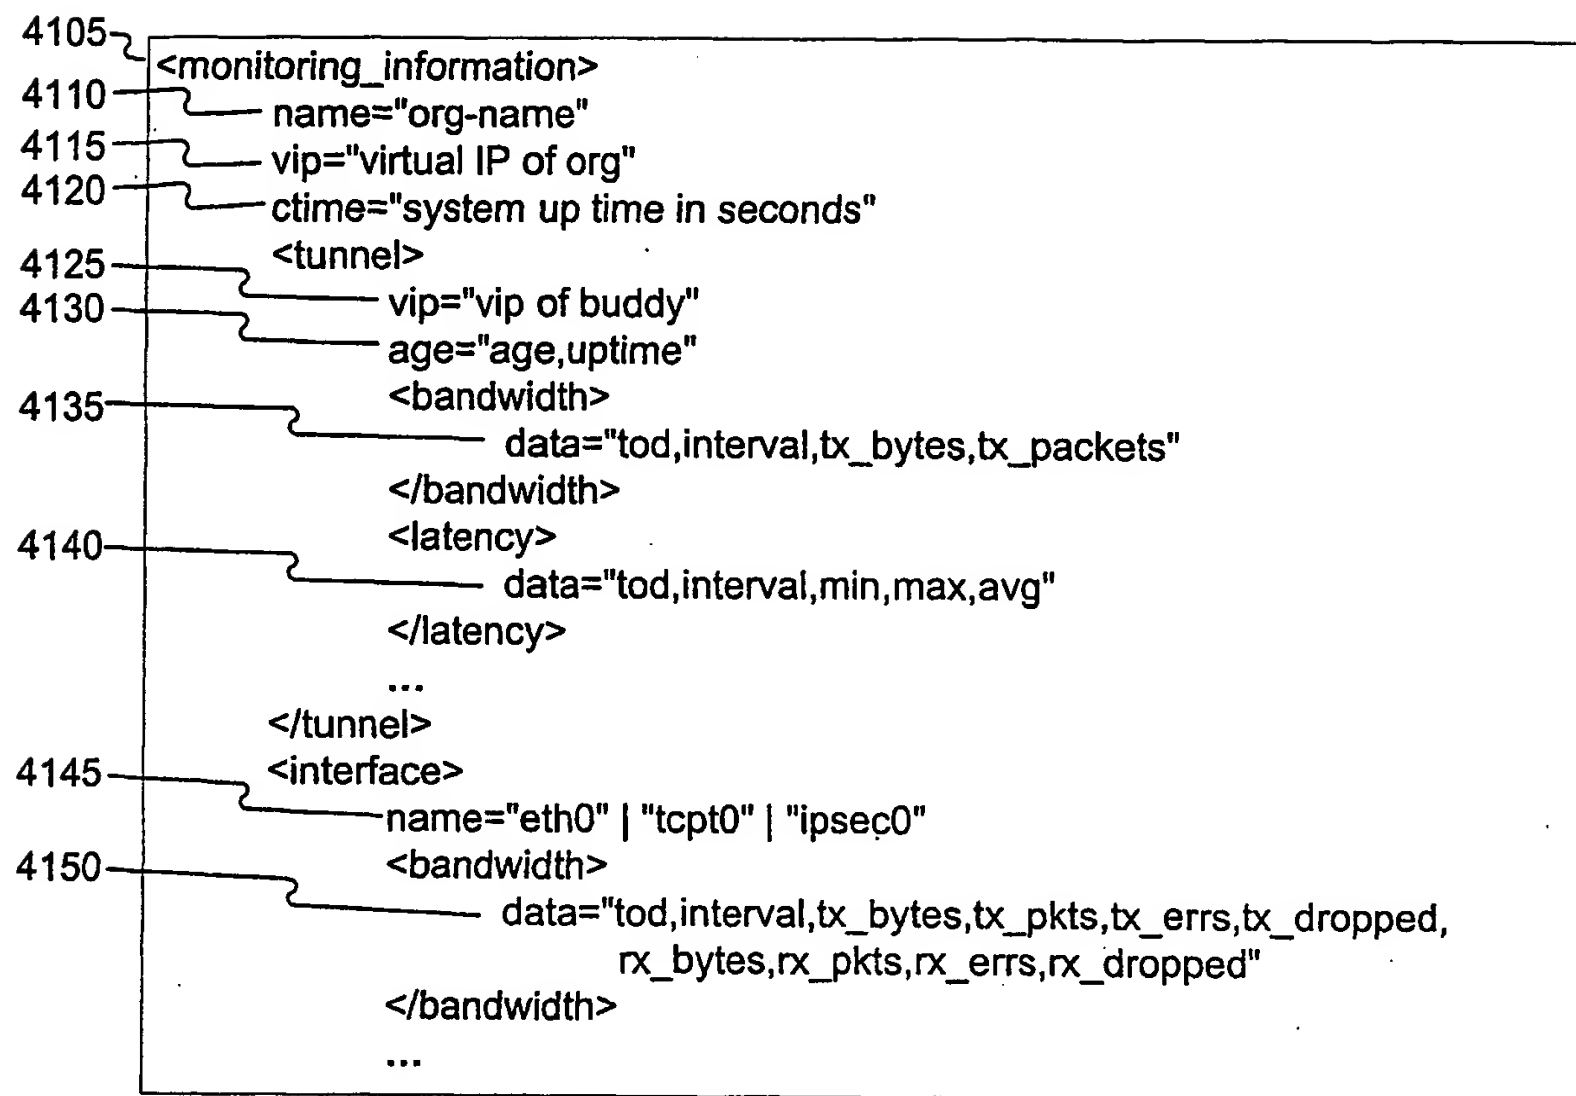 4105
<monitoring_information>
4110
name="org-name"
4115
vip="virtual IP of org"
4120
ctime="system up time in seconds"
<tunnel>
4125
vip="vip of buddy"
4130
age="age,uptime"
<bandwidth>
4135
data="tod,interval,tx_bytes,tx_packets"
</bandwidth>
<latency>
4140
data="tod,interval,min,max,avg"
</latency>
...
</tunnel>
<interface>
4145
name="eth0" | "tcpt0" | "ipsec0"
<bandwidth>
4150
data="tod,interval,tx_bytes,tx_pkts,tx_errs,tx_dropped,
rx_bytes,rx_pkts,rx_errs,rx_dropped"
</bandwidth>
...